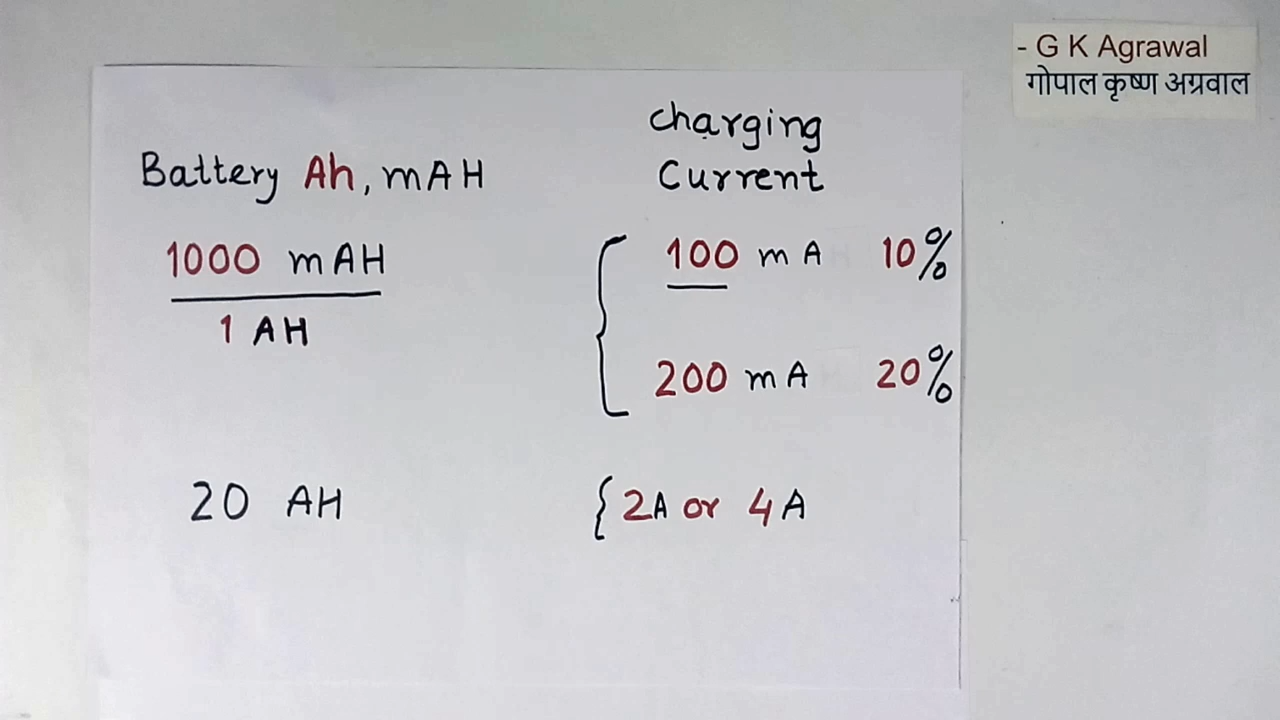 - G K Agrawal
गोपाल कृष्ण अग्रवाल
Charging
Battery Ah, mAH Current
1000 mAH 100 mA 10%
1 AH
200 mA 20%
20 AH 2A or 4A